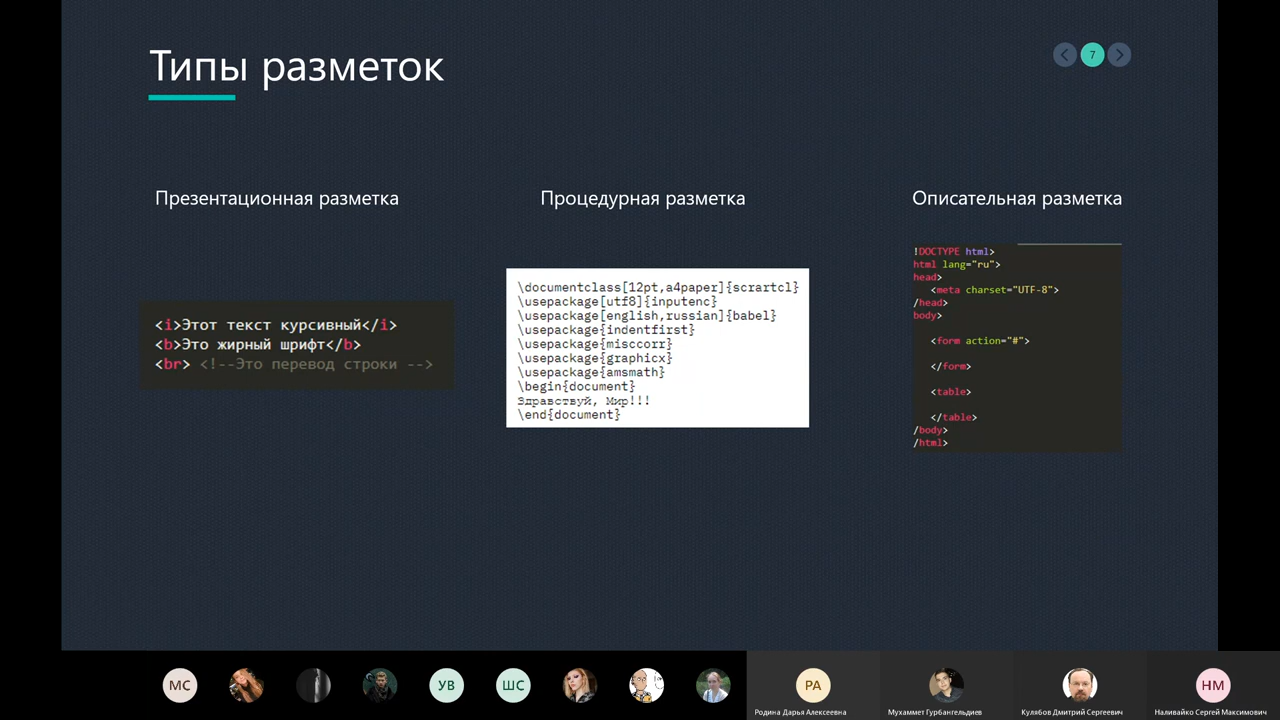 Типы разметок
7
Презентационная разметка
Процедурная разметка
Описательная разметка
<i>Этот текст курсивный</i>
<b>Это жирный шрифт</b>
<br> <!--Это перевод строки -->
\documentclass[12pt,a4paper]{scrartcl}
\usepackage[utf8]{inputenc}
\usepackage[english,russian]{babel}
\usepackage{indentfirst}
\usepackage{misccorr}
\usepackage{graphicx}
\usepackage{amsmath}
\begin{document}
Здравствуй, Мир!!!
\end{document}
!DOCTYPE html>
html lang="ru">
head>
<meta charset="UTF-8">
/head>
body>
<form action="#">
</form>
<table>
</table>
/body>
/html>
МС
УВ
ШС
РА
НМ
Родина Дарья Алексеевна
Мухаммет Гурбангельдиев
Кулябов Дмитрий Сергеевич
Наливайко Сергей Максимович